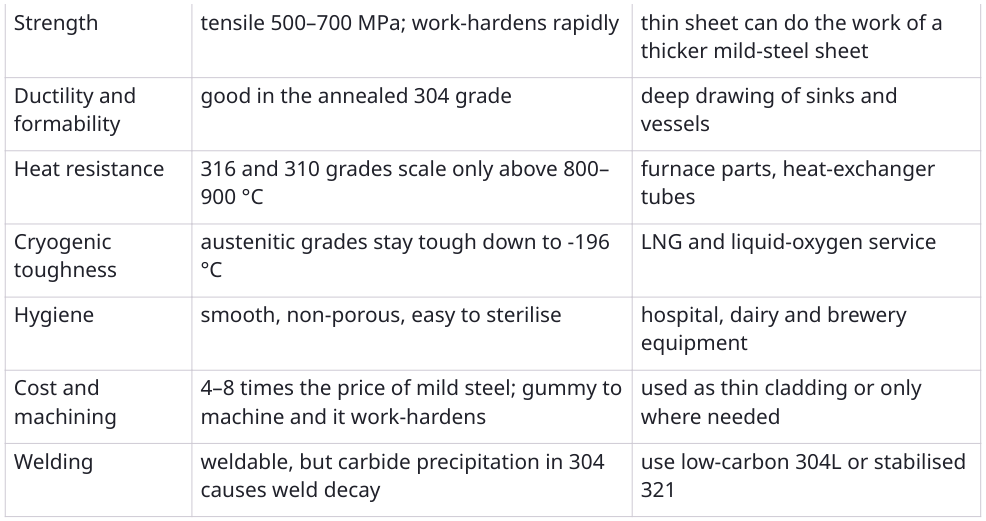 Strength
tensile 500–700 MPa; work-hardens rapidly
thin sheet can do the work of a
thicker mild-steel sheet
Ductility and
formability
good in the annealed 304 grade
deep drawing of sinks and
vessels
Heat resistance
316 and 310 grades scale only above 800–
900 °C
furnace parts, heat-exchanger
tubes
Cryogenic
toughness
austenitic grades stay tough down to -196
°C
LNG and liquid-oxygen service
Hygiene
smooth, non-porous, easy to sterilise
hospital, dairy and brewery
equipment
Cost and
machining
4–8 times the price of mild steel; gummy to
machine and it work-hardens
used as thin cladding or only
where needed
Welding
weldable, but carbide precipitation in 304
causes weld decay
use low-carbon 304L or stabilised
321